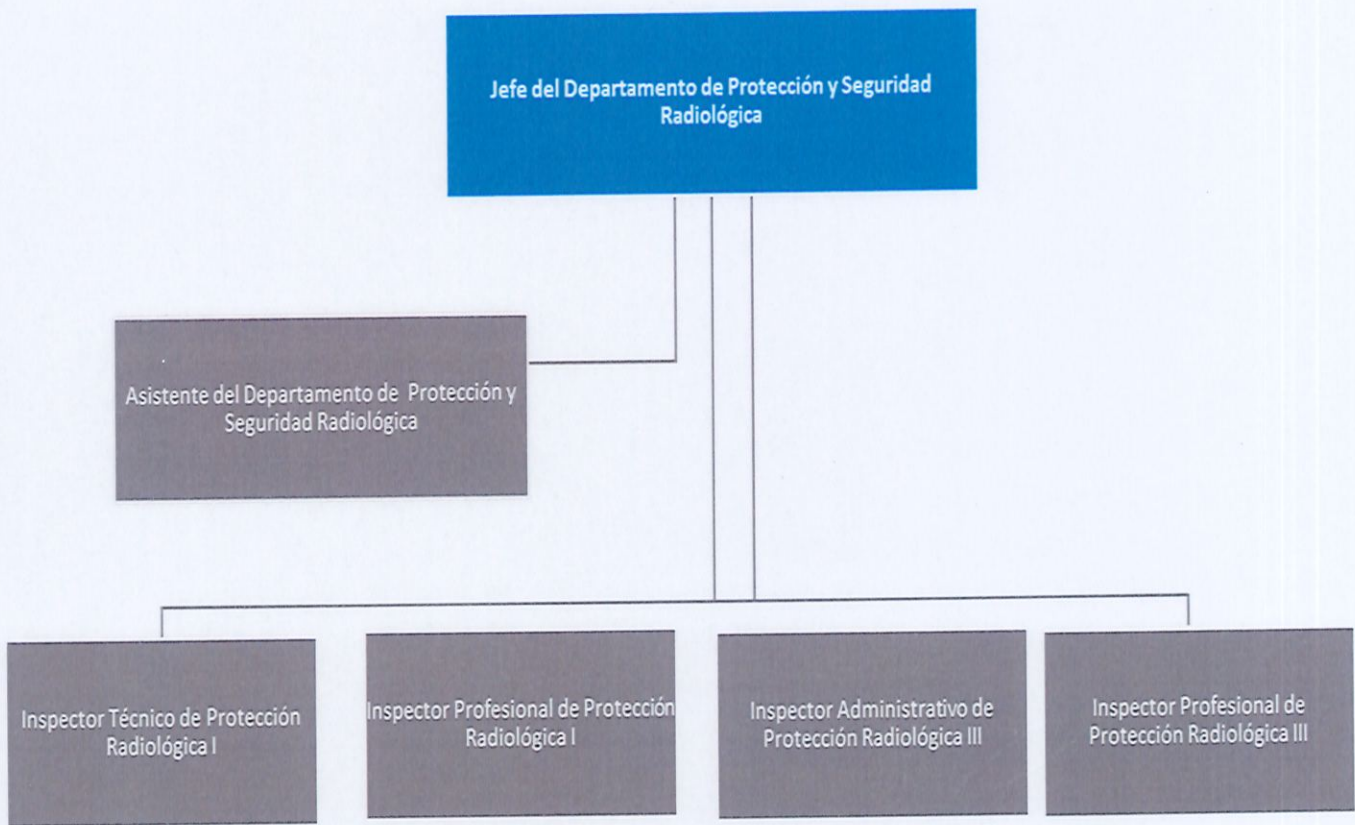 Jefe del Departamento de Protección y Seguridad
Radiológica
Asistente del Departamento de Protección y
Seguridad Radiológica
Inspector Técnico de Protección
Radiológica I
Inspector Profesional de Protección
Radiológica I
Inspector Administrativo de
Protección Radiológica III
Inspector Profesional de
Protección Radiológica III